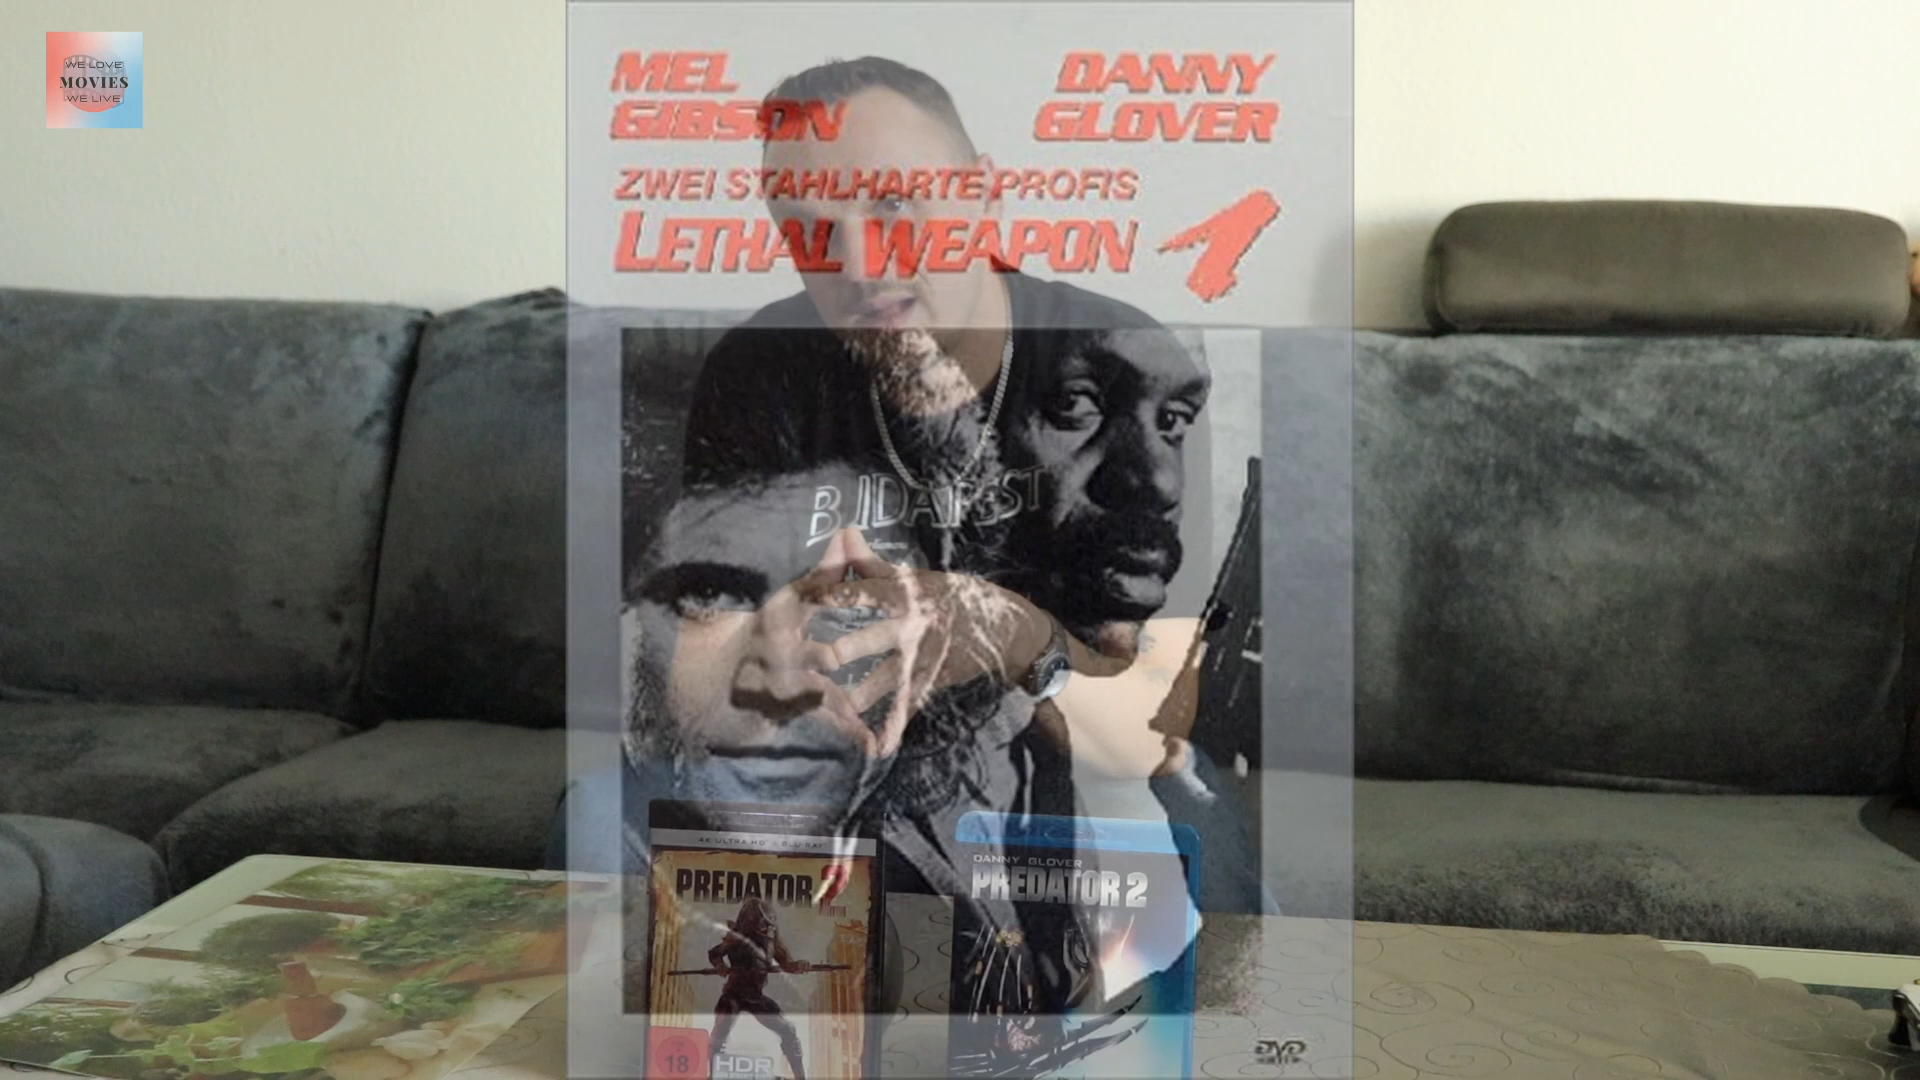 WE LOVE
MOVIES
WE LIVE
MEL
GIBSON
DANNY
GLOVER
ZWEI STAHLHARTE PROFIS
LETHAL WEAPON 1
BUDAPEST
4K ULTRA HD BLU-RAY
PREDATOR 2
18
HDR
DANNY GLOVER
PREDATOR 2
DVD